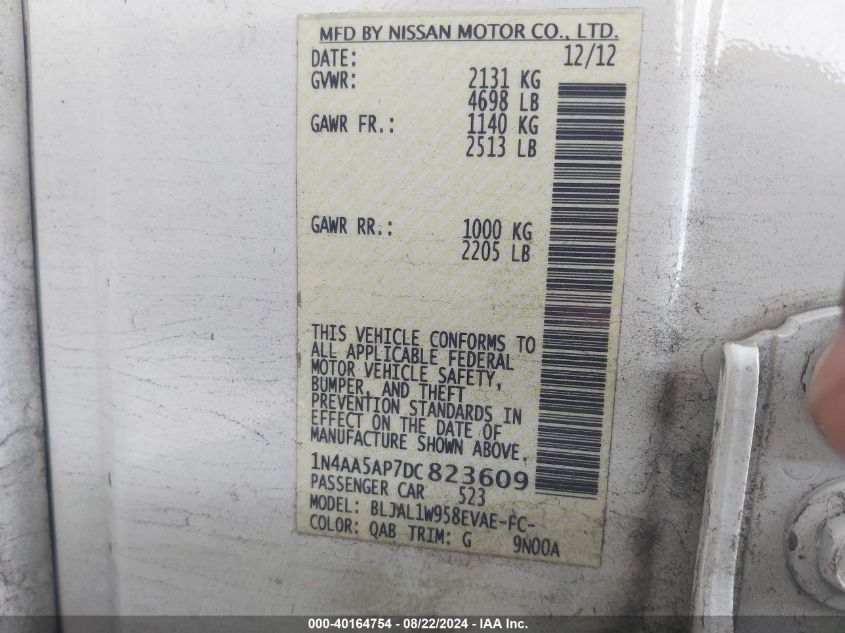 MFD BY NISSAN MOTOR CO., LTD.
DATE: 12/12
GVWR: 2131 KG
4698 LB
GAWR FR.: 1140 KG
2513 LB
GAWR RR.: 1000 KG
2205 LB
THIS VEHICLE CONFORMS TO
ALL APPLICABLE FEDERAL
MOTOR VEHICLE SAFETY,
BUMPER, AND THEFT
PREVENTION STANDARDS IN
EFFECT ON THE DATE OF
MANUFACTURE SHOWN ABOVE.
1N4AA5AP7DC823609
PASSENGER CAR 523
MODEL: BLJAL1W958EVAE-FC-
COLOR: QAB TRIM: G 9N00A
000-40164754 - 08/22/2024 - IAA Inc.